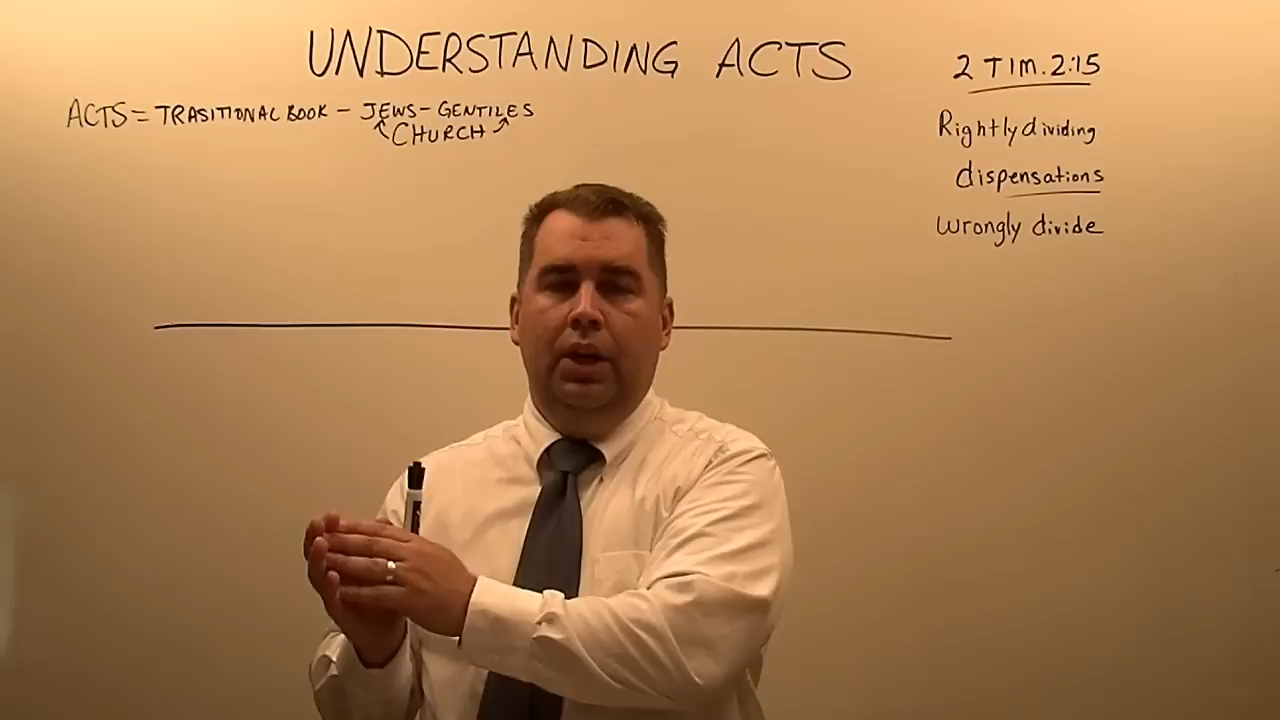 UNDERSTANDING ACTS
ACTS = TRASITIONAL BOOK - JEWS - GENTILES
CHURCH
2 TIM. 2:15
Rightly dividing
dispensations
wrongly divide